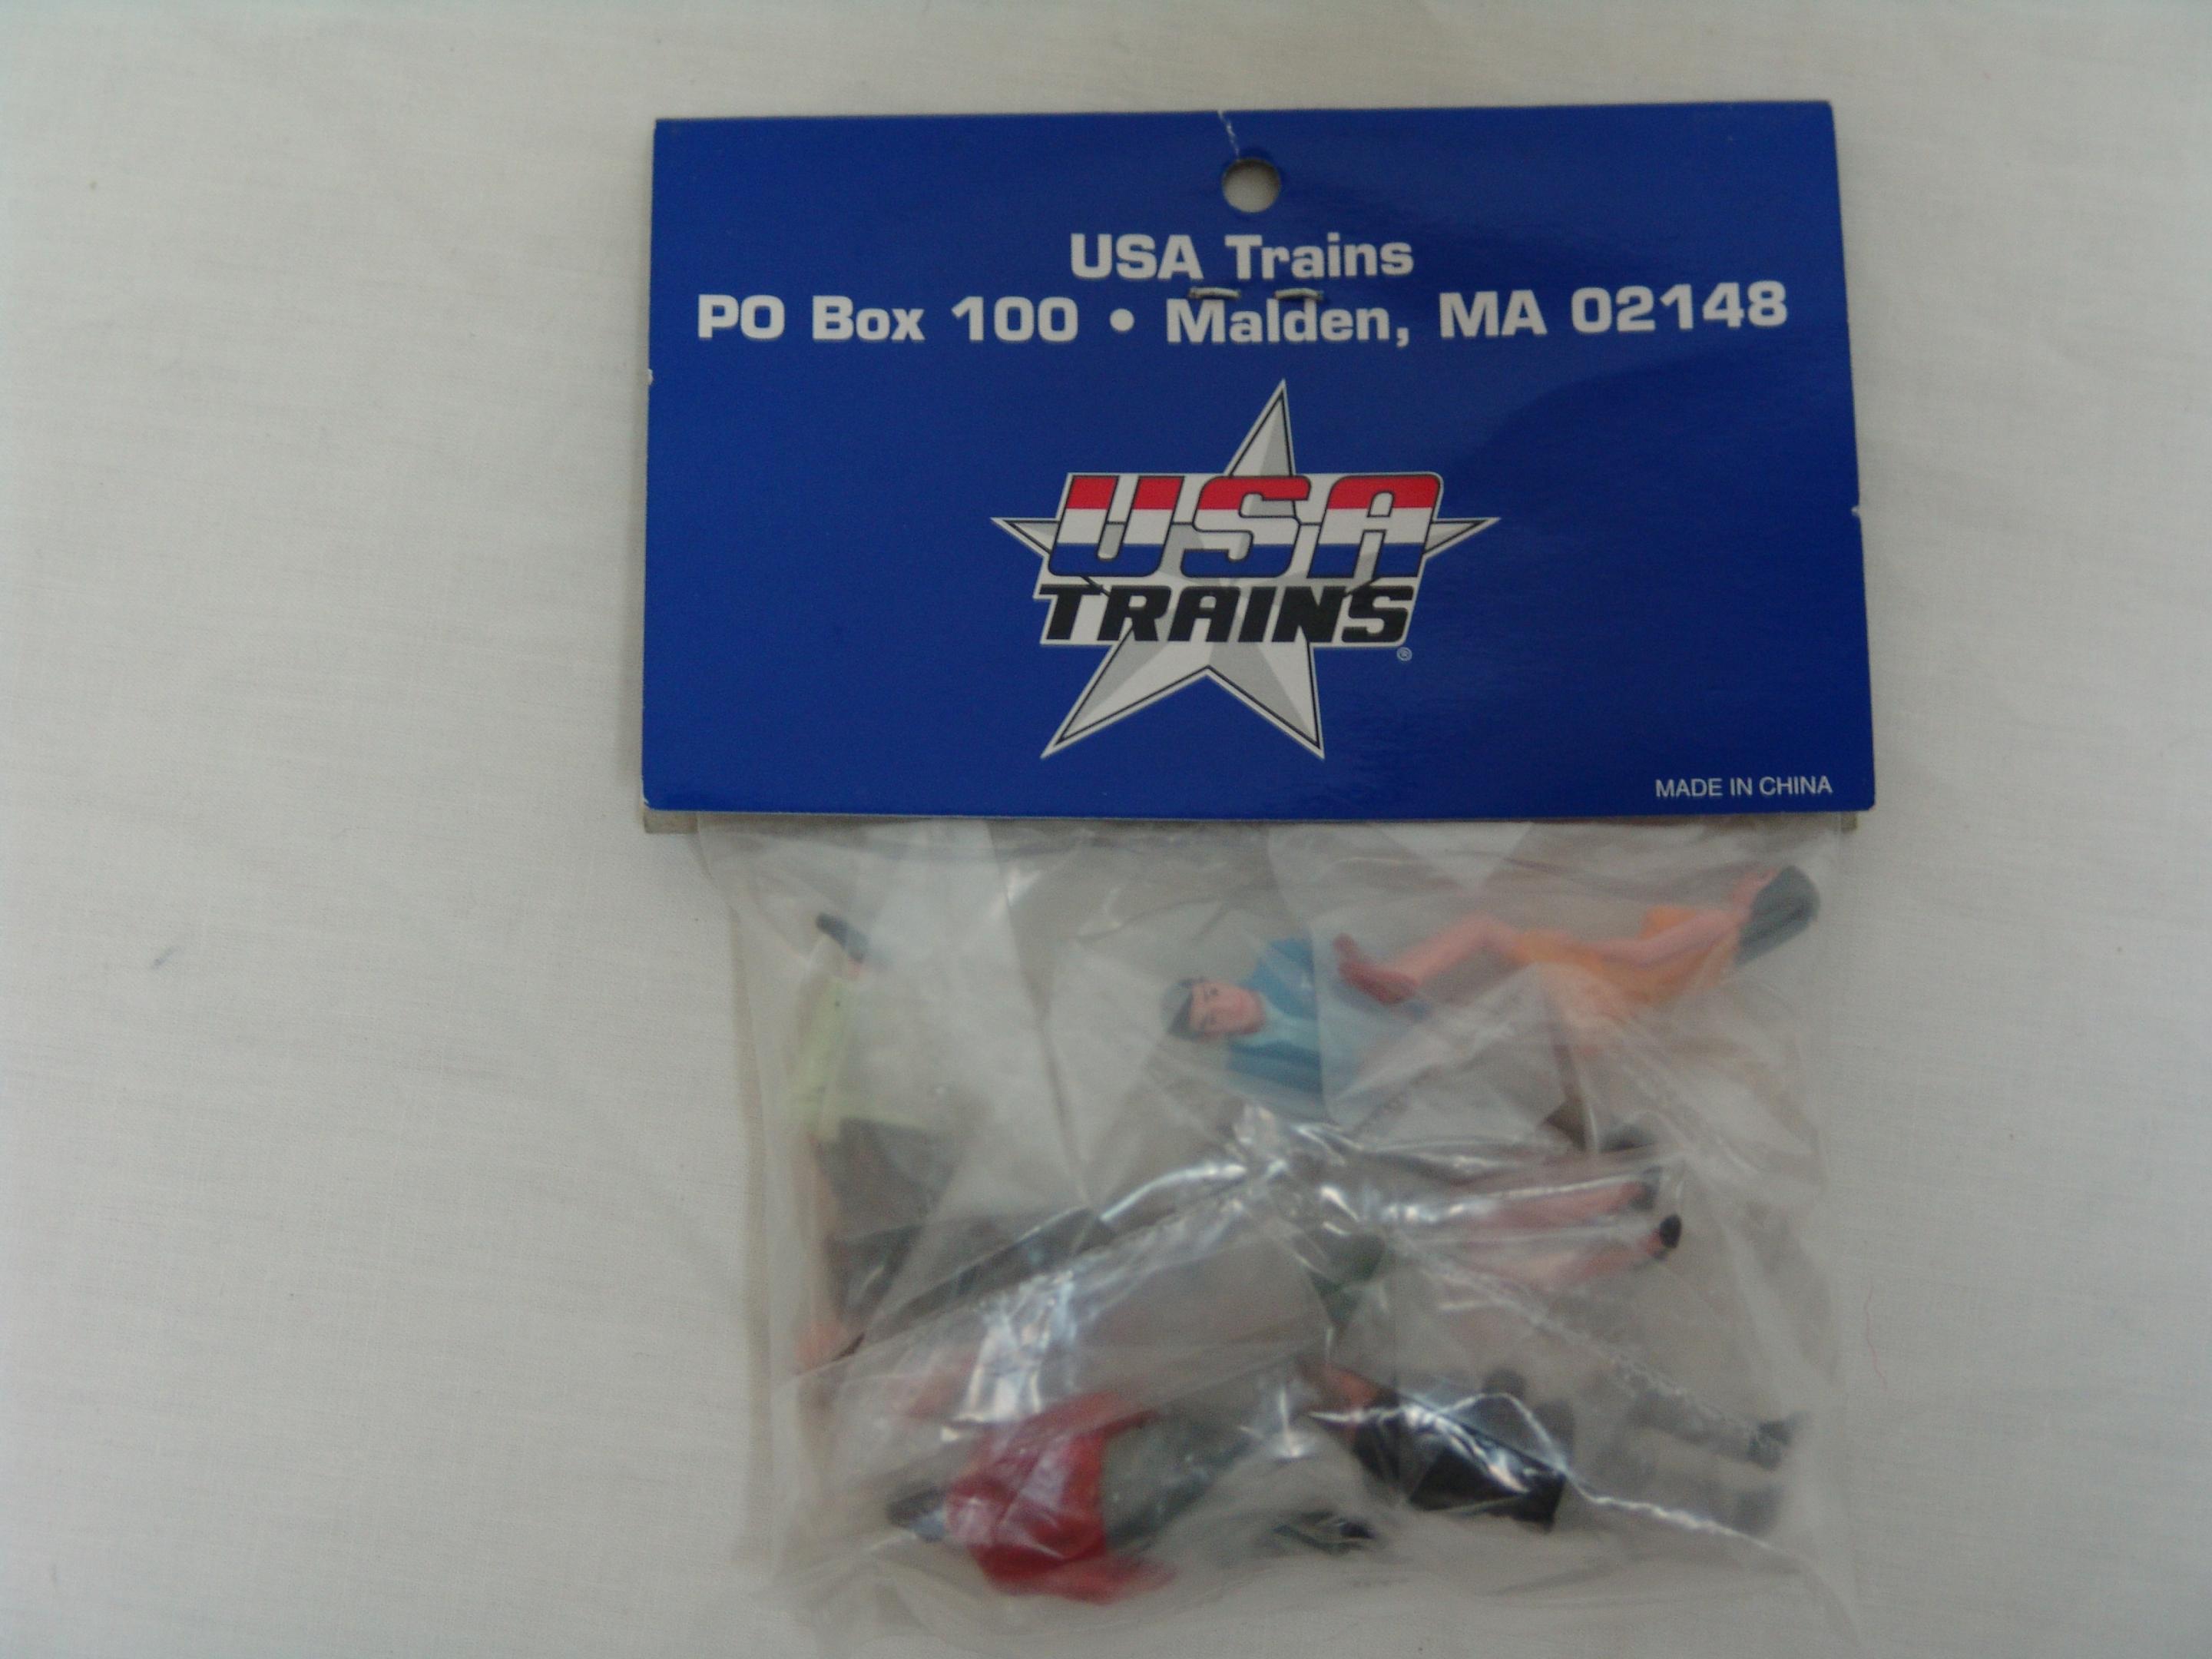 USA Trains
PO Box 100 • Malden, MA 02148
USA
TRAINS
®
MADE IN CHINA